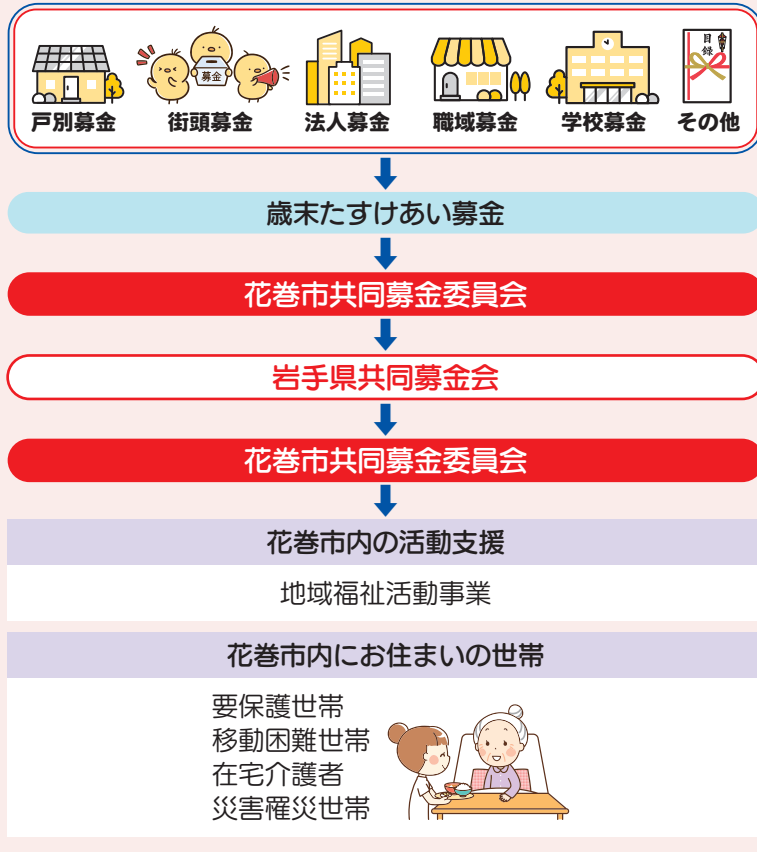 募金
目録
戸別募金
街頭募金
法人募金
職域募金
学校募金
その他
歳末たすけあい募金
花巻市共同募金委員会
岩手県共同募金会
花巻市共同募金委員会
花巻市内の活動支援
地域福祉活動事業
花巻市内にお住まいの世帯
要保護世帯
移動困難世帯
在宅介護者
災害罹災世帯